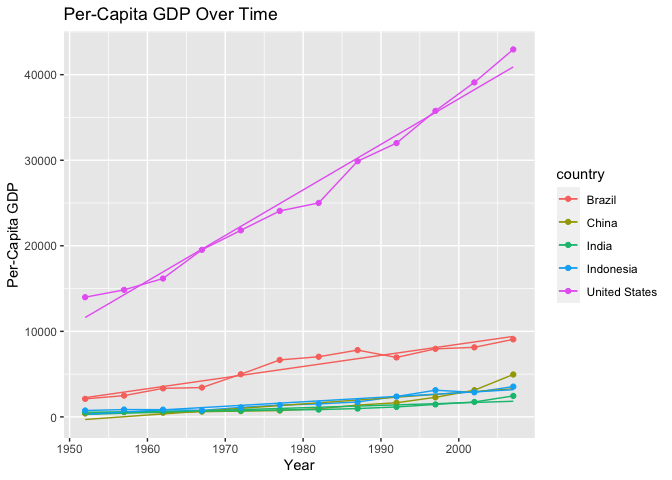 Per-Capita GDP Over Time
Per-Capita GDP
40000
30000
20000
10000
0
1950
1960
1970
1980
1990
2000
Year
country
Brazil
China
India
Indonesia
United States